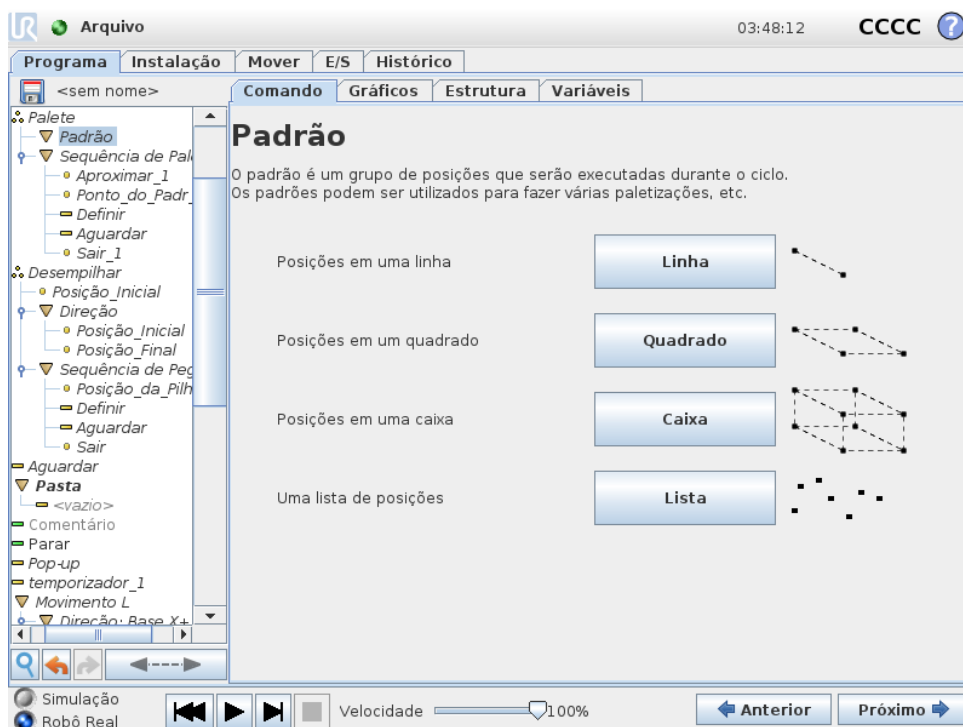 UR Arquivo 03:48:12 CCCC ?
Programa Instalação Mover E/S Histórico
<sem nome>
Comando Gráficos Estrutura Variáveis
Palete
Padrão
Sequência de Pal
Aproximar_1
Ponto_do_Padr_
Definir
Aguardar
Sair_1
Desempilhar
Posição_Inicial
Direção
Posição_Inicial
Posição_Final
Sequência de Peg
Posição_da_Pilh
Definir
Aguardar
Sair
Aguardar
Pasta
<vazio>
Comentário
Parar
Pop-up
temporizador_1
Movimento L
Direção: Base X+
Padrão
O padrão é um grupo de posições que serão executadas durante o ciclo.
Os padrões podem ser utilizados para fazer várias paletizações, etc.
Posições em uma linha Linha
Posições em um quadrado Quadrado
Posições em uma caixa Caixa
Uma lista de posições Lista
Simulação
Robô Real
Velocidade 100%
Anterior Próximo